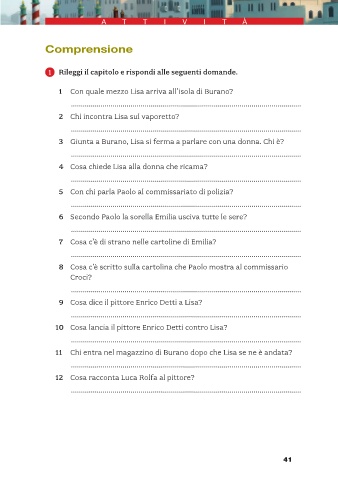 ATTIVITÀ
Comprensione
1 Rileggi il capitolo e rispondi alle seguenti domande.
1 Con quale mezzo Lisa arriva all'isola di Burano?
2 Chi incontra Lisa sul vaporetto?
3 Giunta a Burano, Lisa si ferma a parlare con una donna. Chi è?
4 Cosa chiede Lisa alla donna che ricama?
5 Con chi parla Paolo al commissariato di polizia?
6 Secondo Paolo la sorella Emilia usciva tutte le sere?
7 Cosa c'è di strano nelle cartoline di Emilia?
8 Cosa c'è scritto sulla cartolina che Paolo mostra al commissario
Croci?
9 Cosa dice il pittore Enrico Detti a Lisa?
10 Cosa lancia il pittore Enrico Detti contro Lisa?
11 Chi entra nel magazzino di Burano dopo che Lisa se ne è andata?
12 Cosa racconta Luca Rolfa al pittore?
41